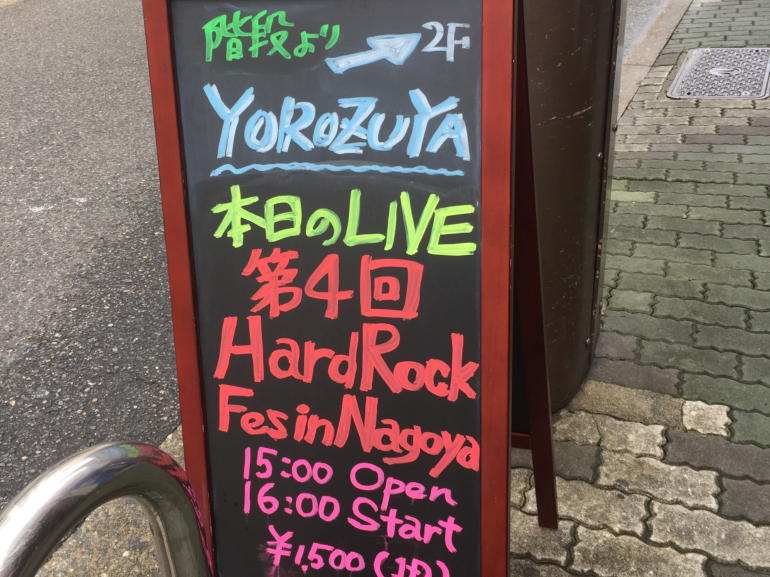 階段より → 2F
YOROZUYA
本日のLIVE
第4回
HardRock
Fes in Nagoya
15:00 Open
16:00 Start
¥1,500